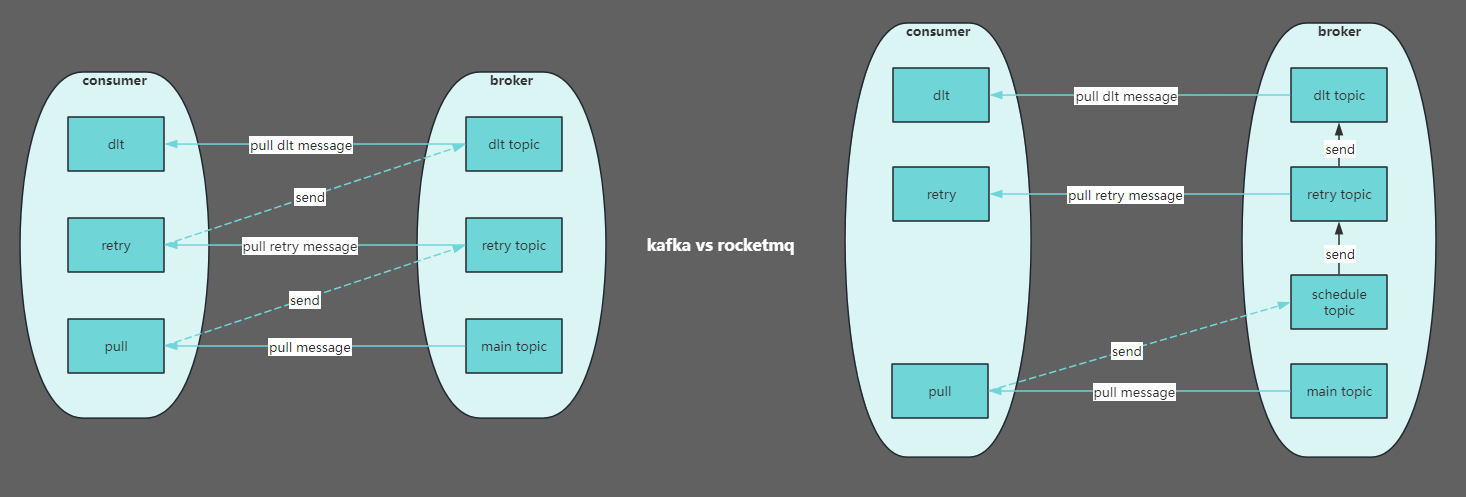 consumer
broker
dlt
pull dlt message
dlt topic
send
retry
pull retry message
retry topic
send
pull
pull message
main topic
kafka vs rocketmq
consumer
broker
dlt
pull dlt message
dlt topic
send
retry
pull retry message
retry topic
send
schedule
topic
send
pull
pull message
main topic